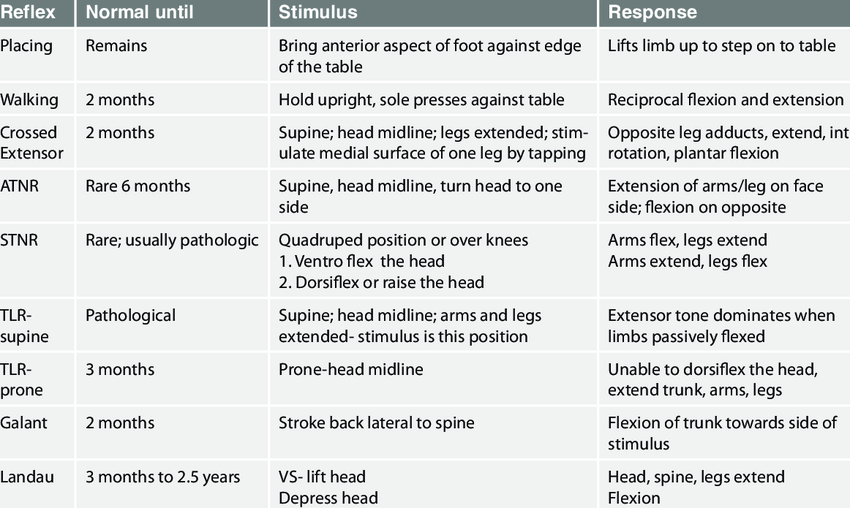 Reflex Normal until Stimulus Response
Placing Remains Bring anterior aspect of foot against edge Lifts limb up to step on to table
of the table
Walking 2 months Hold upright, sole presses against table Reciprocal flexion and extension
Crossed 2 months Supine; head midline; legs extended; stim- Opposite leg adducts, extend, int
Extensor ulate medial surface of one leg by tapping rotation, plantar flexion
ATNR Rare 6 months Supine, head midline, turn head to one Extension of arms/leg on face
side side; flexion on opposite
STNR Rare; usually pathologic Quadruped position or over knees Arms flex, legs extend
1. Ventro flex the head Arms extend, legs flex
2. Dorsiflex or raise the head
TLR- Pathological Supine; head midline; arms and legs Extensor tone dominates when
supine extended- stimulus is this position limbs passively flexed
TLR- 3 months Prone-head midline Unable to dorsiflex the head,
prone extend trunk, arms, legs
Galant 2 months Stroke back lateral to spine Flexion of trunk towards side of
stimulus
Landau 3 months to 2.5 years VS- lift head Head, spine, legs extend
Depress head Flexion